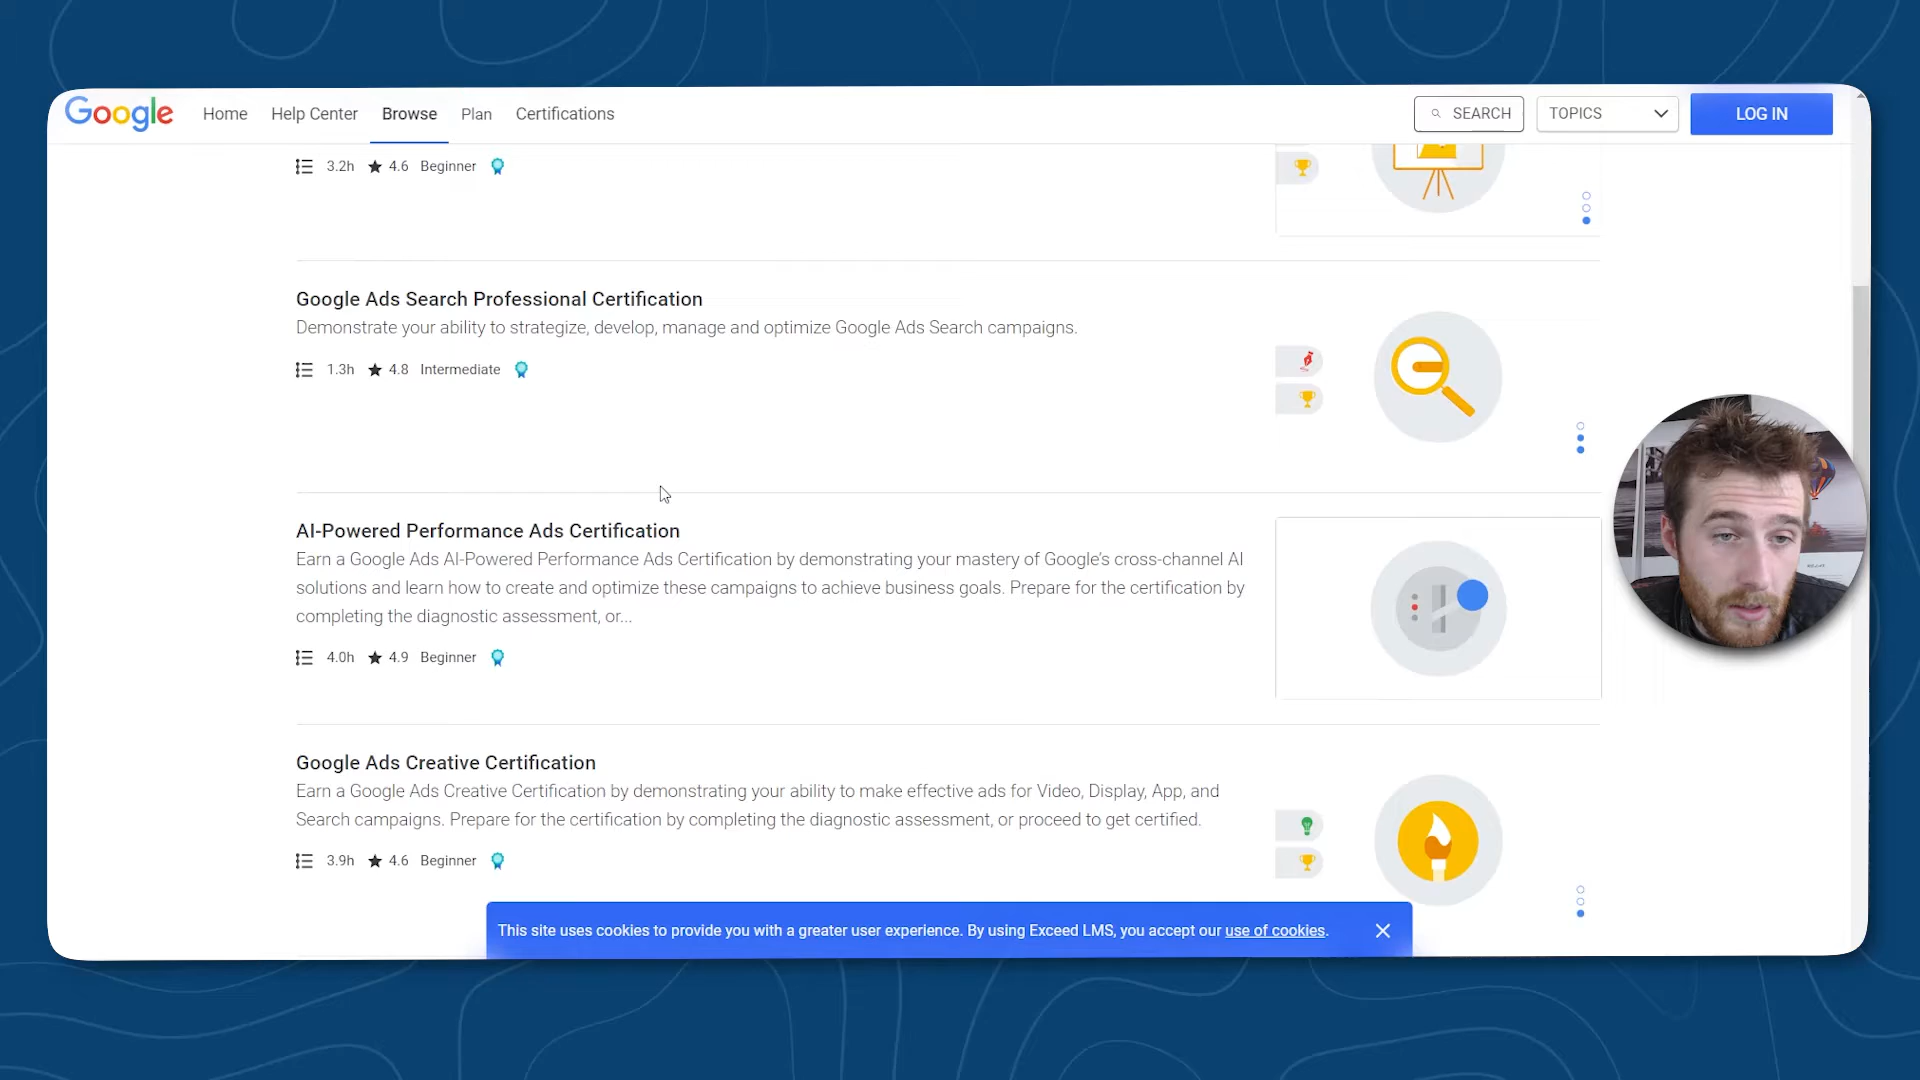 Google
Home Help Center Browse Plan Certifications
SEARCH TOPICS LOG IN
3.2h 4.6 Beginner
Google Ads Search Professional Certification
Demonstrate your ability to strategize, develop, manage and optimize Google Ads Search campaigns.
1.3h 4.8 Intermediate
AI-Powered Performance Ads Certification
Earn a Google Ads AI-Powered Performance Ads Certification by demonstrating your mastery of Google's cross-channel AI
solutions and learn how to create and optimize these campaigns to achieve business goals. Prepare for the certification by
completing the diagnostic assessment, or...
4.0h 4.9 Beginner
Google Ads Creative Certification
Earn a Google Ads Creative Certification by demonstrating your ability to make effective ads for Video, Display, App, and
Search campaigns. Prepare for the certification by completing the diagnostic assessment, or proceed to get certified.
3.9h 4.6 Beginner
This site uses cookies to provide you with a greater user experience. By using Exceed LMS, you accept our use of cookies.